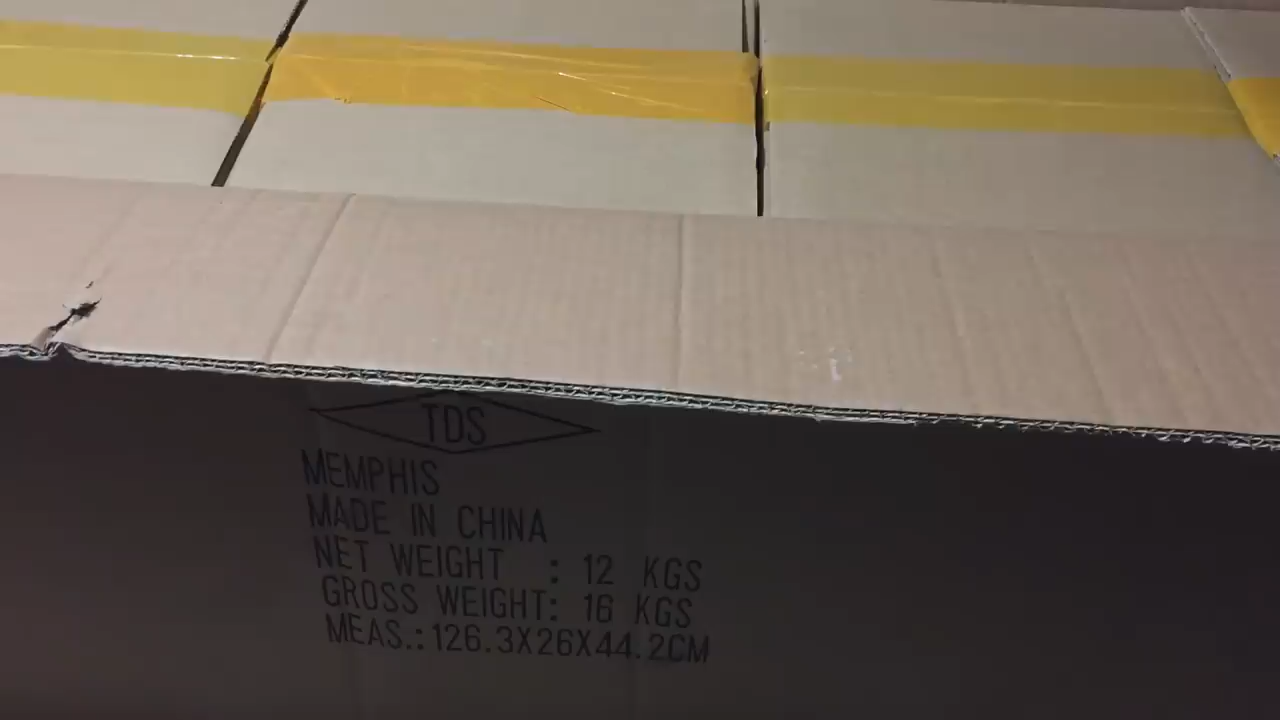 TDS
MEMPHIS
MADE IN CHINA
NET WEIGHT : 12 KGS
GROSS WEIGHT: 16 KGS
MEAS.:126.3X26X44.2CM